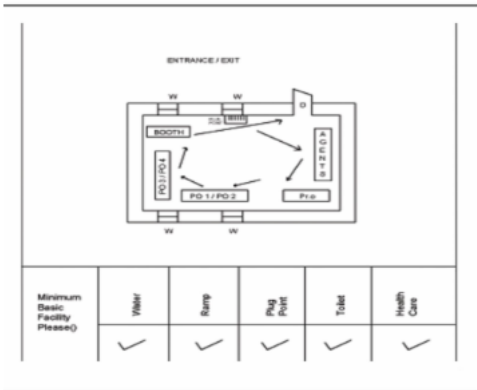 ENTRANCE / EXIT
W W
D
BOOTH
AGENTS
PO 3 / PO 4
PO 1 / PO 2
Pr.o
W W
Minimum
Basic
Facility
Please()
Water
Ramp
Plug
Point
Toilet
Health
Care